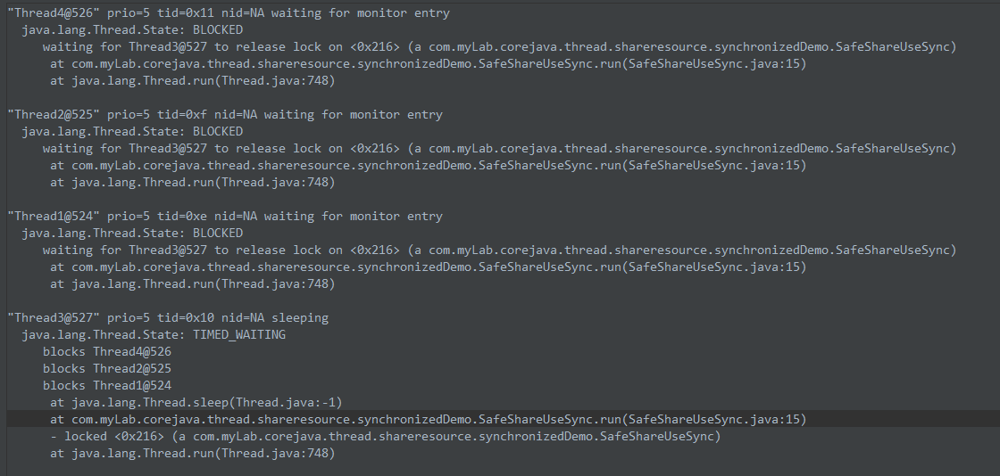 "Thread4@526" prio=5 tid=0x11 nid=NA waiting for monitor entry
java.lang.Thread.State: BLOCKED
waiting for Thread3@527 to release lock on <0x216> (a com.myLab.corejava.thread.shareresource.synchronizedDemo.SafeShareUseSync)
at com.myLab.corejava.thread.shareresource.synchronizedDemo.SafeShareUseSync.run(SafeShareUseSync.java:15)
at java.lang.Thread.run(Thread.java:748)
"Thread2@525" prio=5 tid=0xf nid=NA waiting for monitor entry
java.lang.Thread.State: BLOCKED
waiting for Thread3@527 to release lock on <0x216> (a com.myLab.corejava.thread.shareresource.synchronizedDemo.SafeShareUseSync)
at com.myLab.corejava.thread.shareresource.synchronizedDemo.SafeShareUseSync.run(SafeShareUseSync.java:15)
at java.lang.Thread.run(Thread.java:748)
"Thread1@524" prio=5 tid=0xe nid=NA waiting for monitor entry
java.lang.Thread.State: BLOCKED
waiting for Thread3@527 to release lock on <0x216> (a com.myLab.corejava.thread.shareresource.synchronizedDemo.SafeShareUseSync)
at com.myLab.corejava.thread.shareresource.synchronizedDemo.SafeShareUseSync.run(SafeShareUseSync.java:15)
at java.lang.Thread.run(Thread.java:748)
"Thread3@527" prio=5 tid=0x10 nid=NA sleeping
java.lang.Thread.State: TIMED_WAITING
blocks Thread4@526
blocks Thread2@525
blocks Thread1@524
at java.lang.Thread.sleep(Thread.java:-1)
at com.myLab.corejava.thread.shareresource.synchronizedDemo.SafeShareUseSync.run(SafeShareUseSync.java:15)
- locked <0x216> (a com.myLab.corejava.thread.shareresource.synchronizedDemo.SafeShareUseSync)
at java.lang.Thread.run(Thread.java:748)